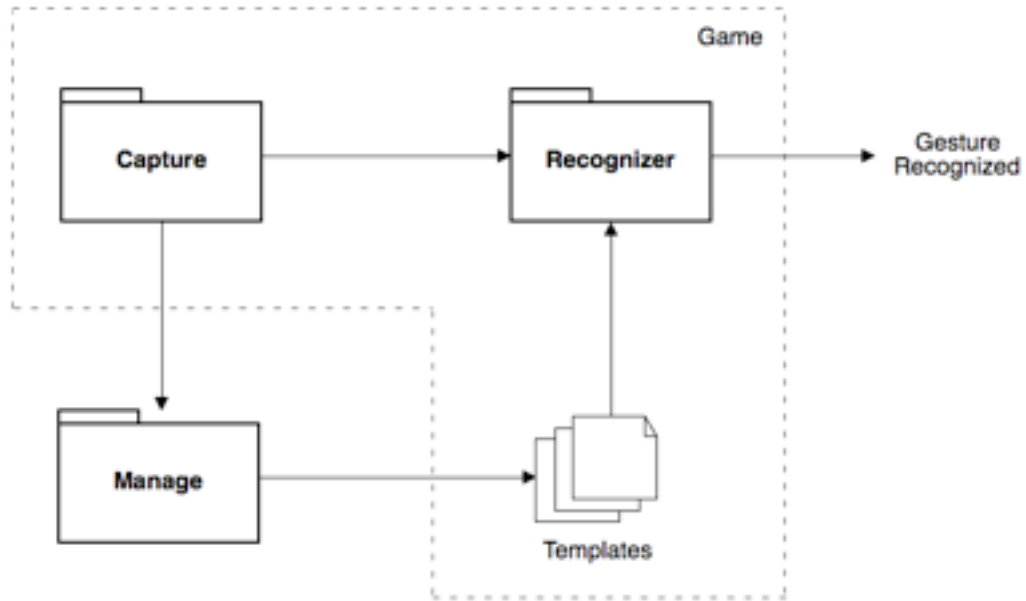 Game
Capture
Recognizer
Gesture
Recognized
Manage
Templates